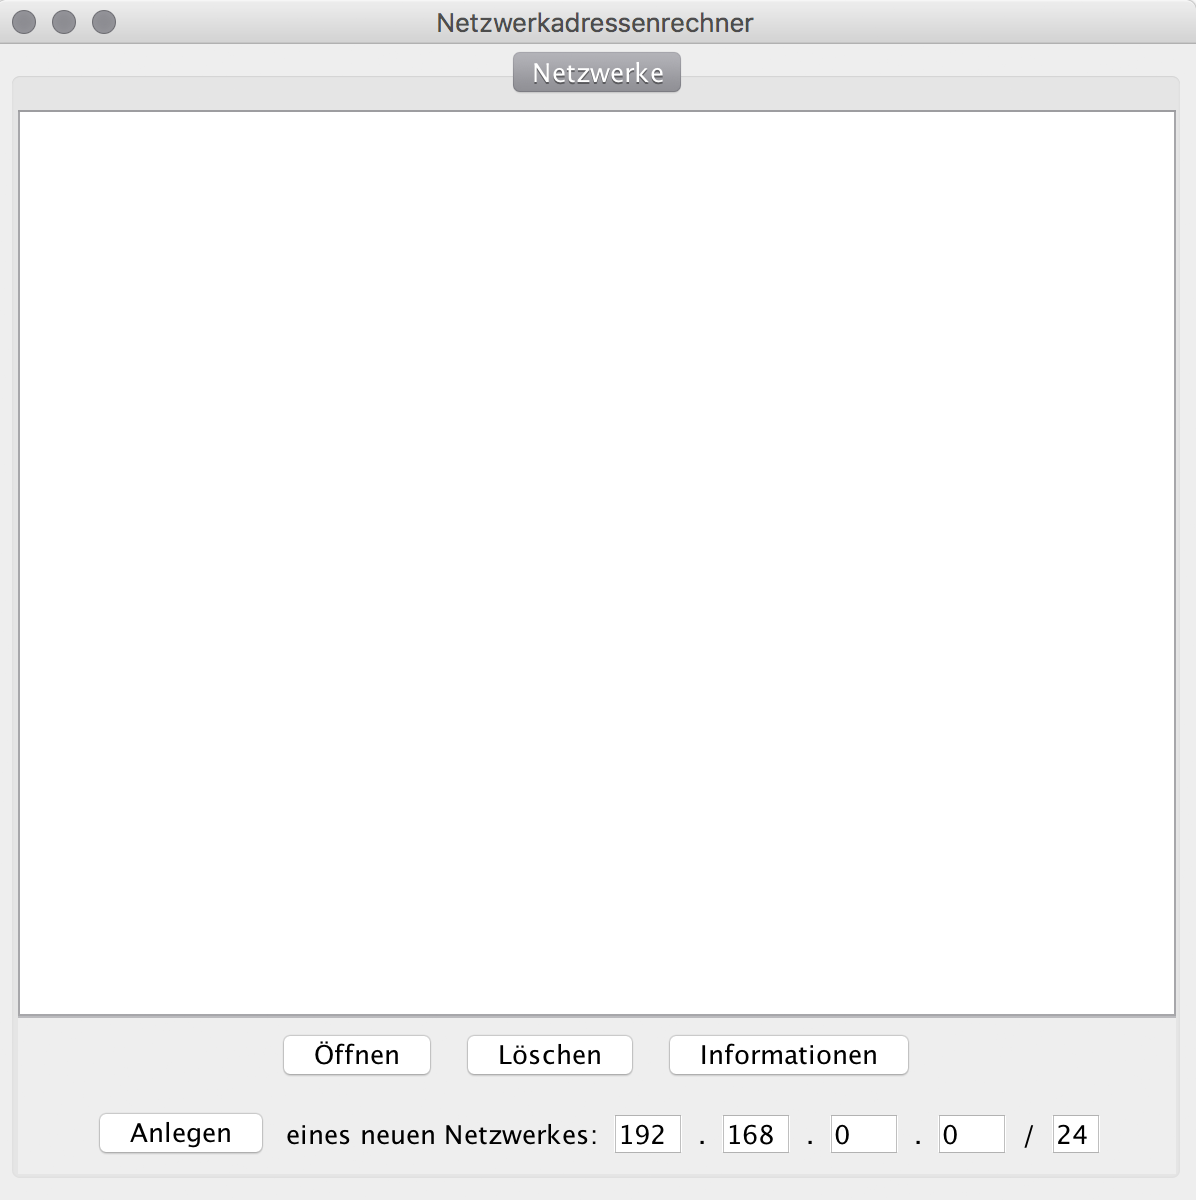 Netzwerkadressenrechner
Netzwerke
Öffnen Löschen Informationen
Anlegen eines neuen Netzwerkes: 192 . 168 . 0 . 0 / 24